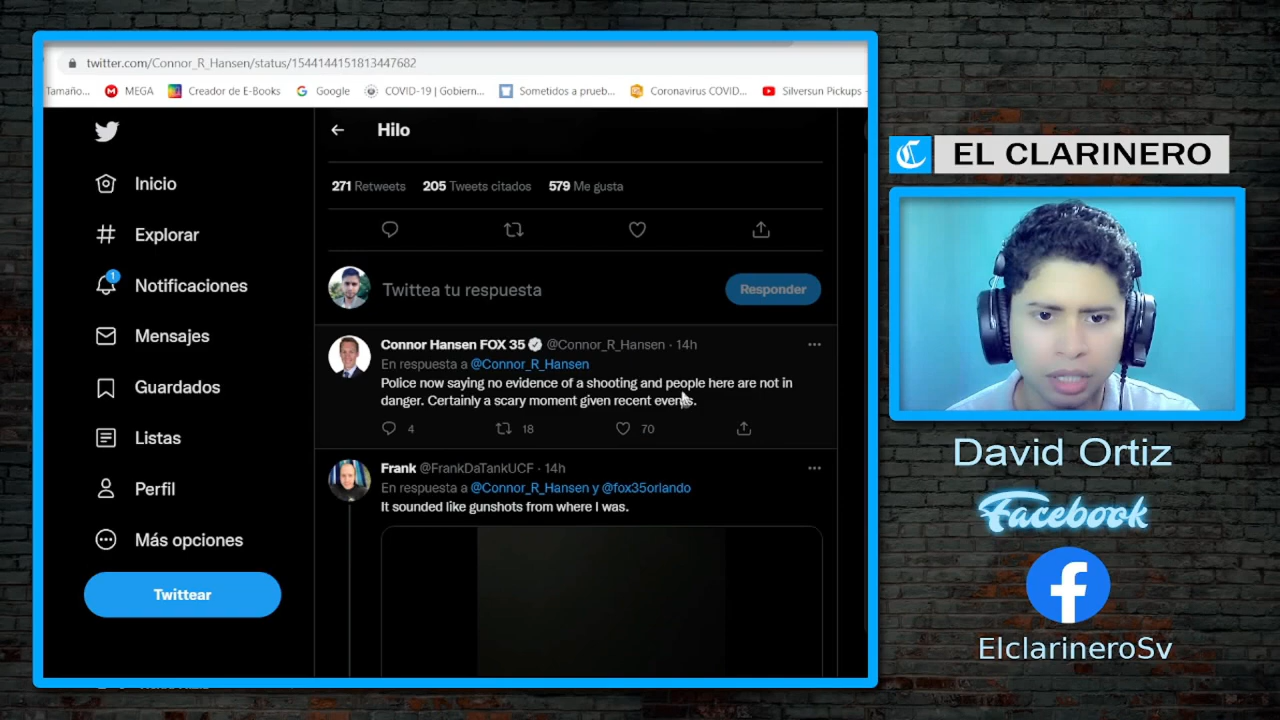 twitter.com/Connor_R_Hansen/status/1544144151813447682
Tamaño... MEGA Creador de E-Books Google COVID-19 | Gobiern... Sometidos a prueb... Coronavirus COVID... Silversun Pickups
Inicio
Explorar
1
Notificaciones
Mensajes
Guardados
Listas
Perfil
Más opciones
Twittear
Hilo
271 Retweets 205 Tweets citados 579 Me gusta
Twittea tu respuesta
Responder
Connor Hansen FOX 35 @Connor_R_Hansen · 14h
En respuesta a @Connor_R_Hansen
Police now saying no evidence of a shooting and people here are not in
danger. Certainly a scary moment given recent events.
4 18 70
Frank @FrankDaTankUCF · 14h
En respuesta a @Connor_R_Hansen y @fox35orlando
It sounded like gunshots from where I was.
EL CLARINERO
David Ortiz
Facebook
ElclarineroSv